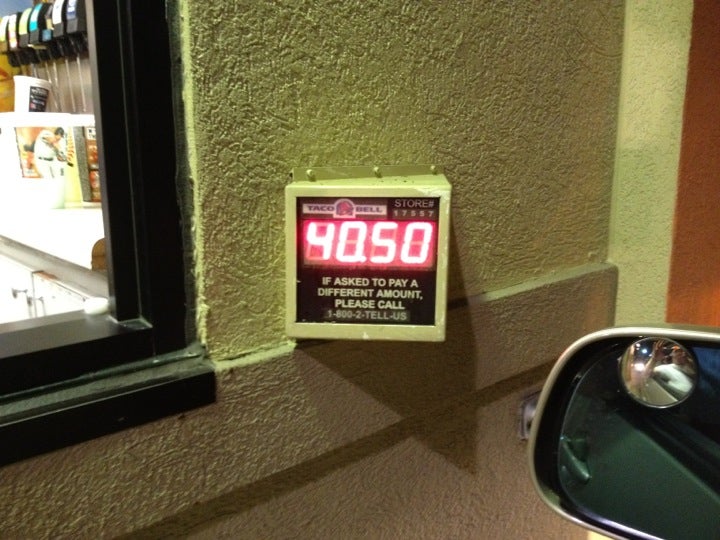 TACO BELL STORE#
17557
40.50
IF ASKED TO PAY A
DIFFERENT AMOUNT,
PLEASE CALL
1-800-2-TELL-US